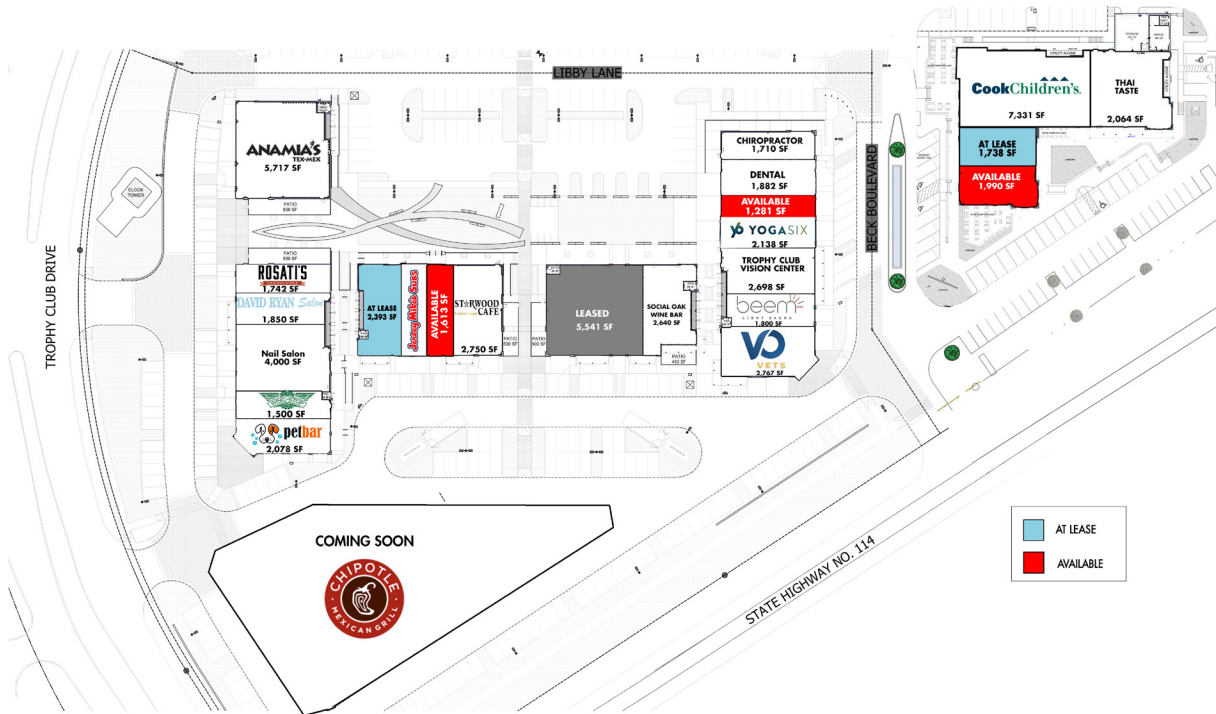 LIBBY LANE
TROPHY CLUB DRIVE
CLOCK
TOWER
ANAMIA'S
TEX-MEX
5,717 SF
PATIO
PATIO
ROSATI'S
1,742 SF
DAVID RYAN Salon
1,850 SF
Nail Salon
4,000 SF
1,500 SF
petbar
2,078 SF
AT LEASE
2,393 SF
Jersey Mike's Subs
AVAILABLE
1,613 SF
STARWOOD
CAFE
2,750 SF
PATIO
PATIO
LEASED
5,541 SF
SOCIAL OAK
WINE BAR
2,640 SF
PATIO
450 SF
CHIROPRACTOR
1,710 SF
DENTAL
1,882 SF
AVAILABLE
1,281 SF
YOGASIX
2,138 SF
TROPHY CLUB
VISION CENTER
2,698 SF
beem
LIGHT SAUNA
1,800 SF
VO
VETS
2,767 SF
BECK BOULEVARD
CookChildren's.
7,331 SF
THAI
TASTE
2,064 SF
AT LEASE
1,738 SF
AVAILABLE
1,990 SF
COMING SOON
CHIPOTLE
MEXICAN GRILL
STATE HIGHWAY NO. 114
AT LEASE
AVAILABLE